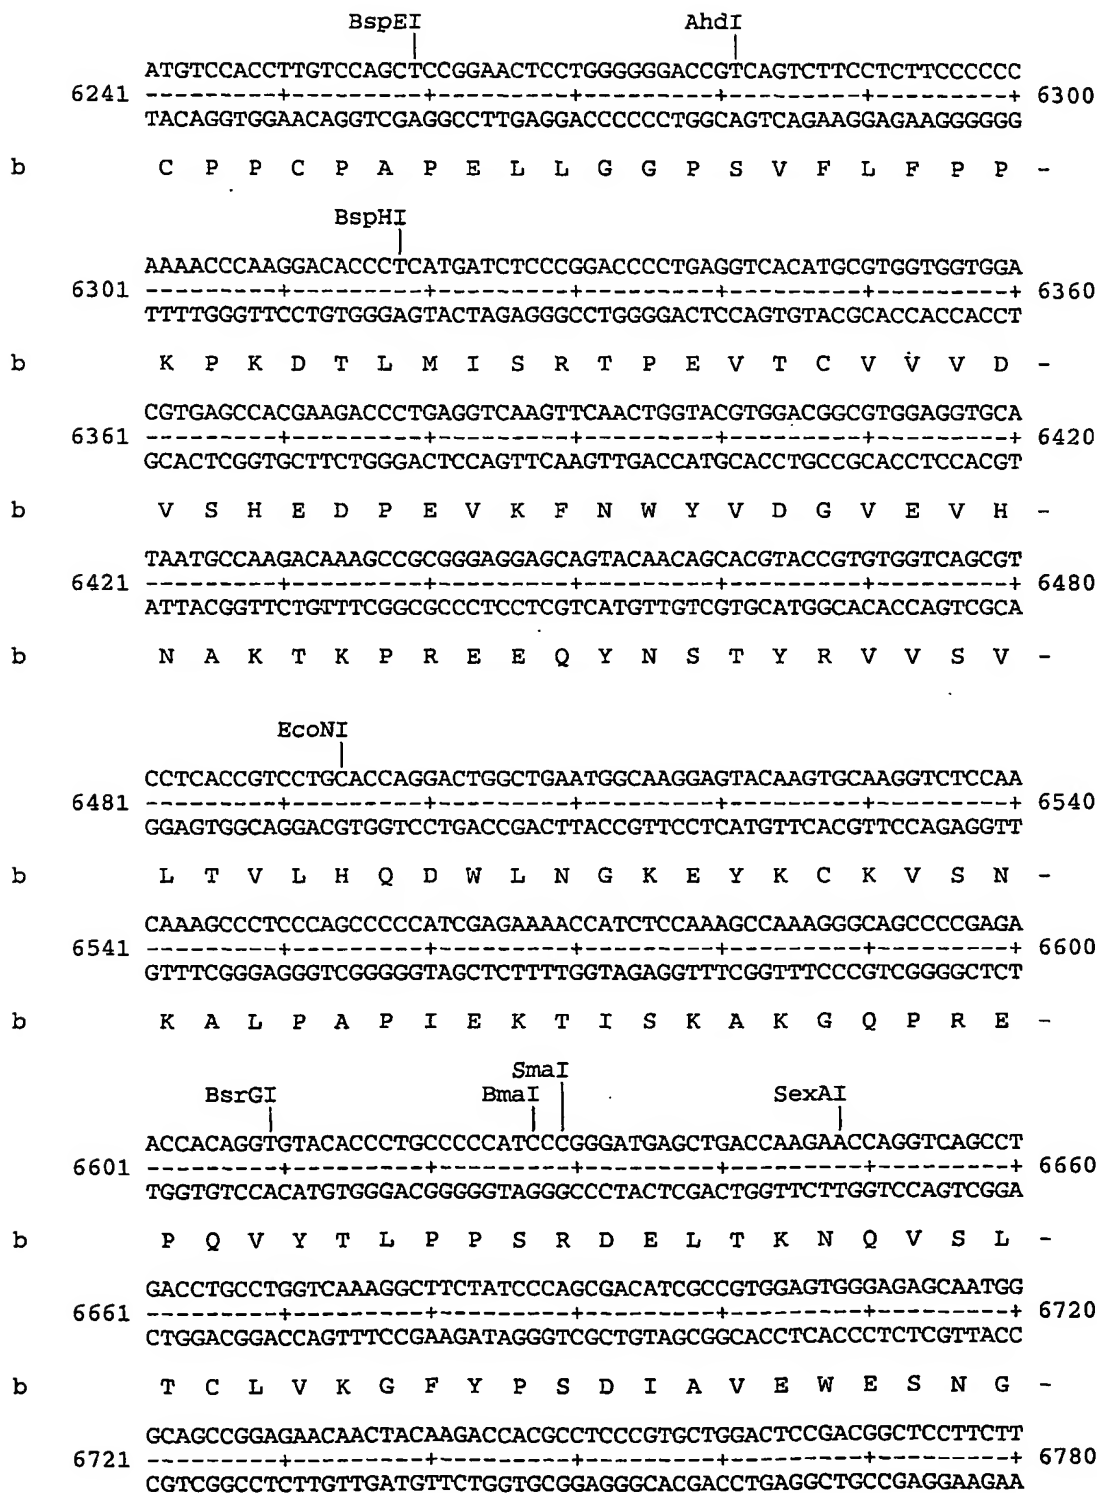 BspEI AhdI
ATGTCCACCTTGTCCAGCTCCGGAACTCCTGGGGGGACCGTCAGTCTTCCTCTTCCCCCC
6241 ---------+---------+---------+---------+---------+---------+ 6300
TACAGGTGGAACAGGTCGAGGCCTTGAGGACCCCCCTGGCAGTCAGAAGGAGAAGGGGGG
b C P P C P A P E L L G G P S V F L F P P -
BspHI
AAAACCCAAGGACACCCTCATGATCTCCCGGACCCCTGAGGTCACATGCGTGGTGGTGGA
6301 ---------+---------+---------+---------+---------+---------+ 6360
TTTTGGGTTCCTGTGGGAGTACTAGAGGGCCTGGGGACTCCAGTGTACGCACCACCACCT
b K P K D T L M I S R T P E V T C V V V D -
CGTGAGCCACGAAGACCCTGAGGTCAAGTTCAACTGGTACGTGGACGGCGTGGAGGTGCA
6361 ---------+---------+---------+---------+---------+---------+ 6420
GCACTCGGTGCTTCTGGGACTCCAGTTCAAGTTGACCATGCACCTGCCGCACCTCCACGT
b V S H E D P E V K F N W Y V D G V E V H -
TAATGCCAAGACAAAGCCGCGGGAGGAGCAGTACAACAGCACGTACCGTGTGGTCAGCGT
6421 ---------+---------+---------+---------+---------+---------+ 6480
ATTACGGTTCTGTTTCGGCGCCCTCCTCGTCATGTTGTCGTGCATGGCACACCAGTCGCA
b N A K T K P R E E Q Y N S T Y R V V S V -
EcoNI
CCTCACCGTCCTGCACCAGGACTGGCTGAATGGCAAGGAGTACAAGTGCAAGGTCTCCAA
6481 ---------+---------+---------+---------+---------+---------+ 6540
GGAGTGGCAGGACGTGGTCCTGACCGACTTACCGTTCCTCATGTTCACGTTCCAGAGGTT
b L T V L H Q D W L N G K E Y K C K V S N -
CAAAGCCCTCCCAGCCCCCATCGAGAAAACCATCTCCAAAGCCAAAGGGCAGCCCCGAGA
6541 ---------+---------+---------+---------+---------+---------+ 6600
GTTTCGGGAGGGTCGGGGGTAGCTCTTTTGGTAGAGGTTTCGGTTTCCCGTCGGGGCTCT
b K A L P A P I E K T I S K A K G Q P R E -
SmaI
BsrGI BmaI SexAI
ACCACAGGTGTACACCCTGCCCCCATCCCGGGATGAGCTGACCAAGAACCAGGTCAGCCT
6601 ---------+---------+---------+---------+---------+---------+ 6660
TGGTGTCCACATGTGGGACGGGGGTAGGGCCCTACTCGACTGGTTCTTGGTCCAGTCGGA
b P Q V Y T L P P S R D E L T K N Q V S L -
GACCTGCCTGGTCAAAGGCTTCTATCCCAGCGACATCGCCGTGGAGTGGGAGAGCAATGG
6661 ---------+---------+---------+---------+---------+---------+ 6720
CTGGACGGACCAGTTTCCGAAGATAGGGTCGCTGTAGCGGCACCTCACCCTCTCGTTACC
b T C L V K G F Y P S D I A V E W E S N G -
GCAGCCGGAGAACAACTACAAGACCACGCCTCCCGTGCTGGACTCCGACGGCTCCTTCTT
6721 ---------+---------+---------+---------+---------+---------+ 6780
CGTCGGCCTCTTGTTGATGTTCTGGTGCGGAGGGCACGACCTGAGGCTGCCGAGGAAGAA